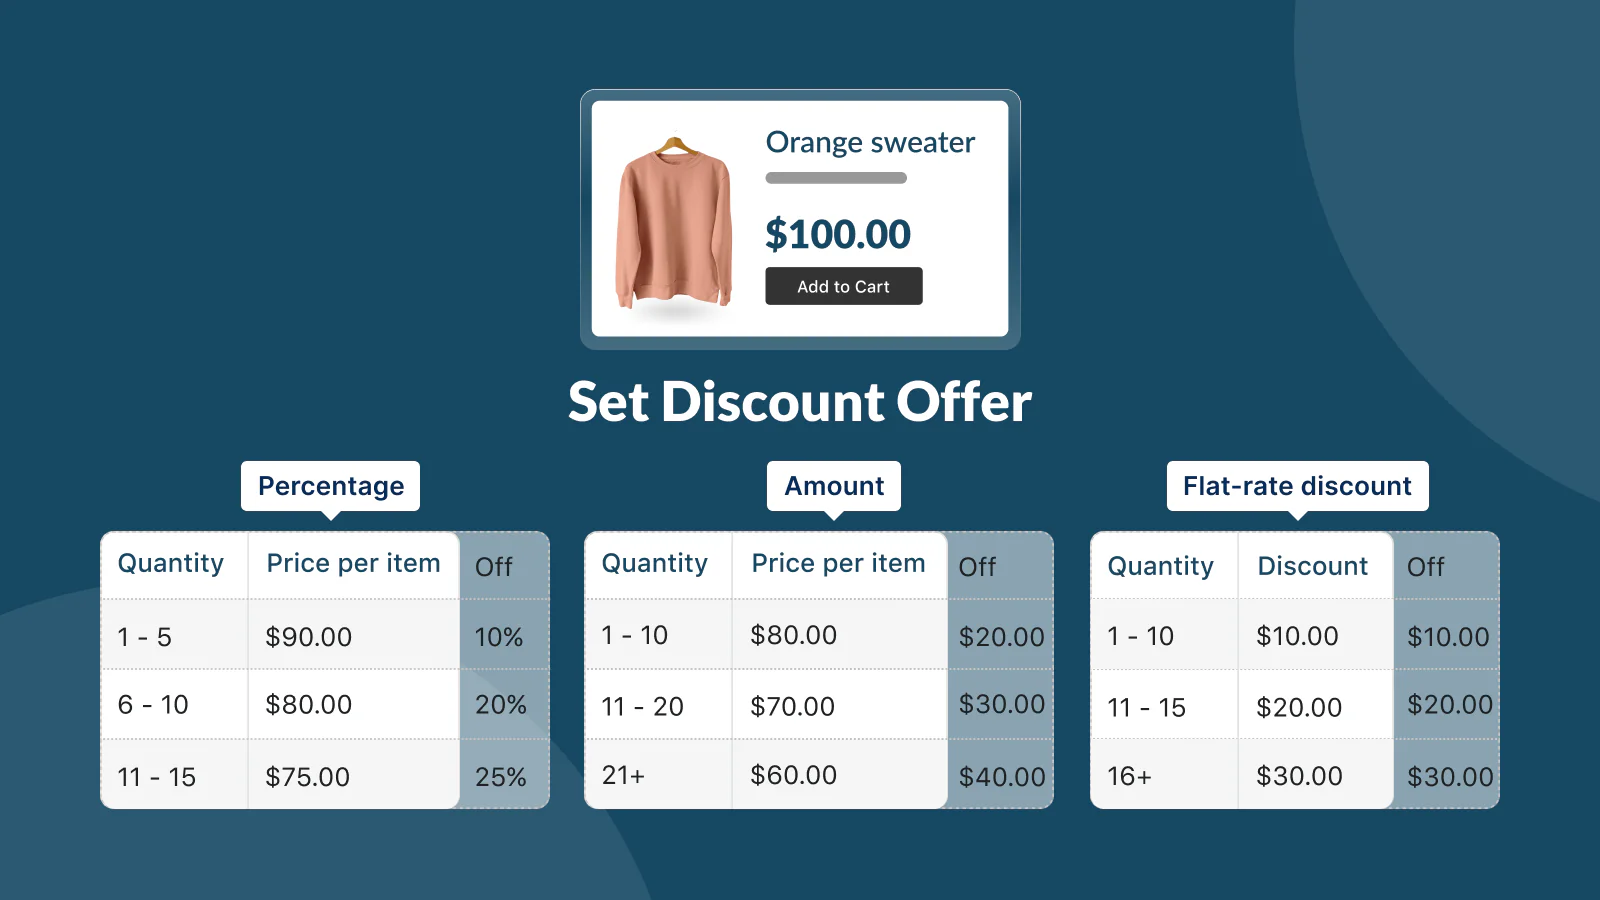 Orange sweater
$100.00
Add to Cart
Set Discount Offer
Percentage
Quantity Price per item Off
1 - 5 $90.00 10%
6 - 10 $80.00 20%
11 - 15 $75.00 25%
Amount
Quantity Price per item Off
1 - 10 $80.00 $20.00
11 - 20 $70.00 $30.00
21+ $60.00 $40.00
Flat-rate discount
Quantity Discount Off
1 - 10 $10.00 $10.00
11 - 15 $20.00 $20.00
16+ $30.00 $30.00